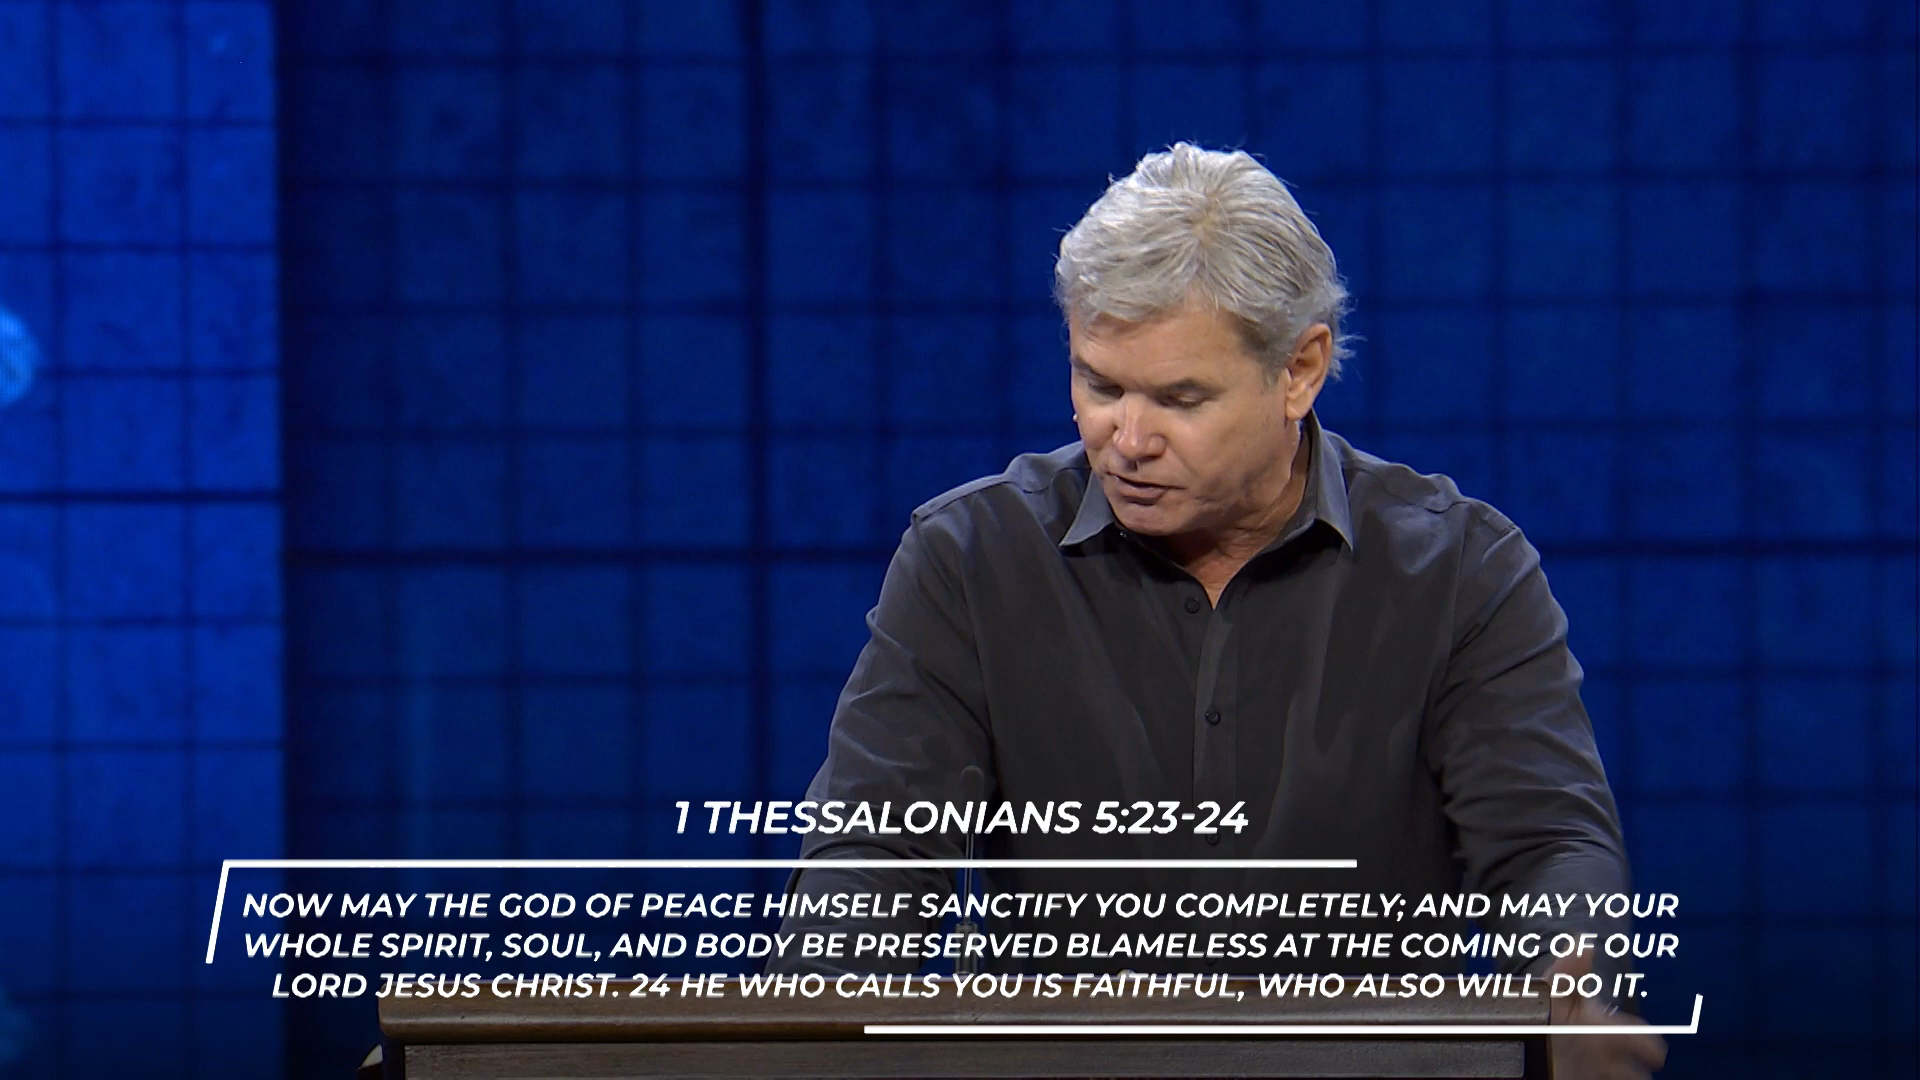 1 THESSALONIANS 5:23-24
NOW MAY THE GOD OF PEACE HIMSELF SANCTIFY YOU COMPLETELY; AND MAY YOUR
WHOLE SPIRIT, SOUL, AND BODY BE PRESERVED BLAMELESS AT THE COMING OF OUR
LORD JESUS CHRIST. 24 HE WHO CALLS YOU IS FAITHFUL, WHO ALSO WILL DO IT.